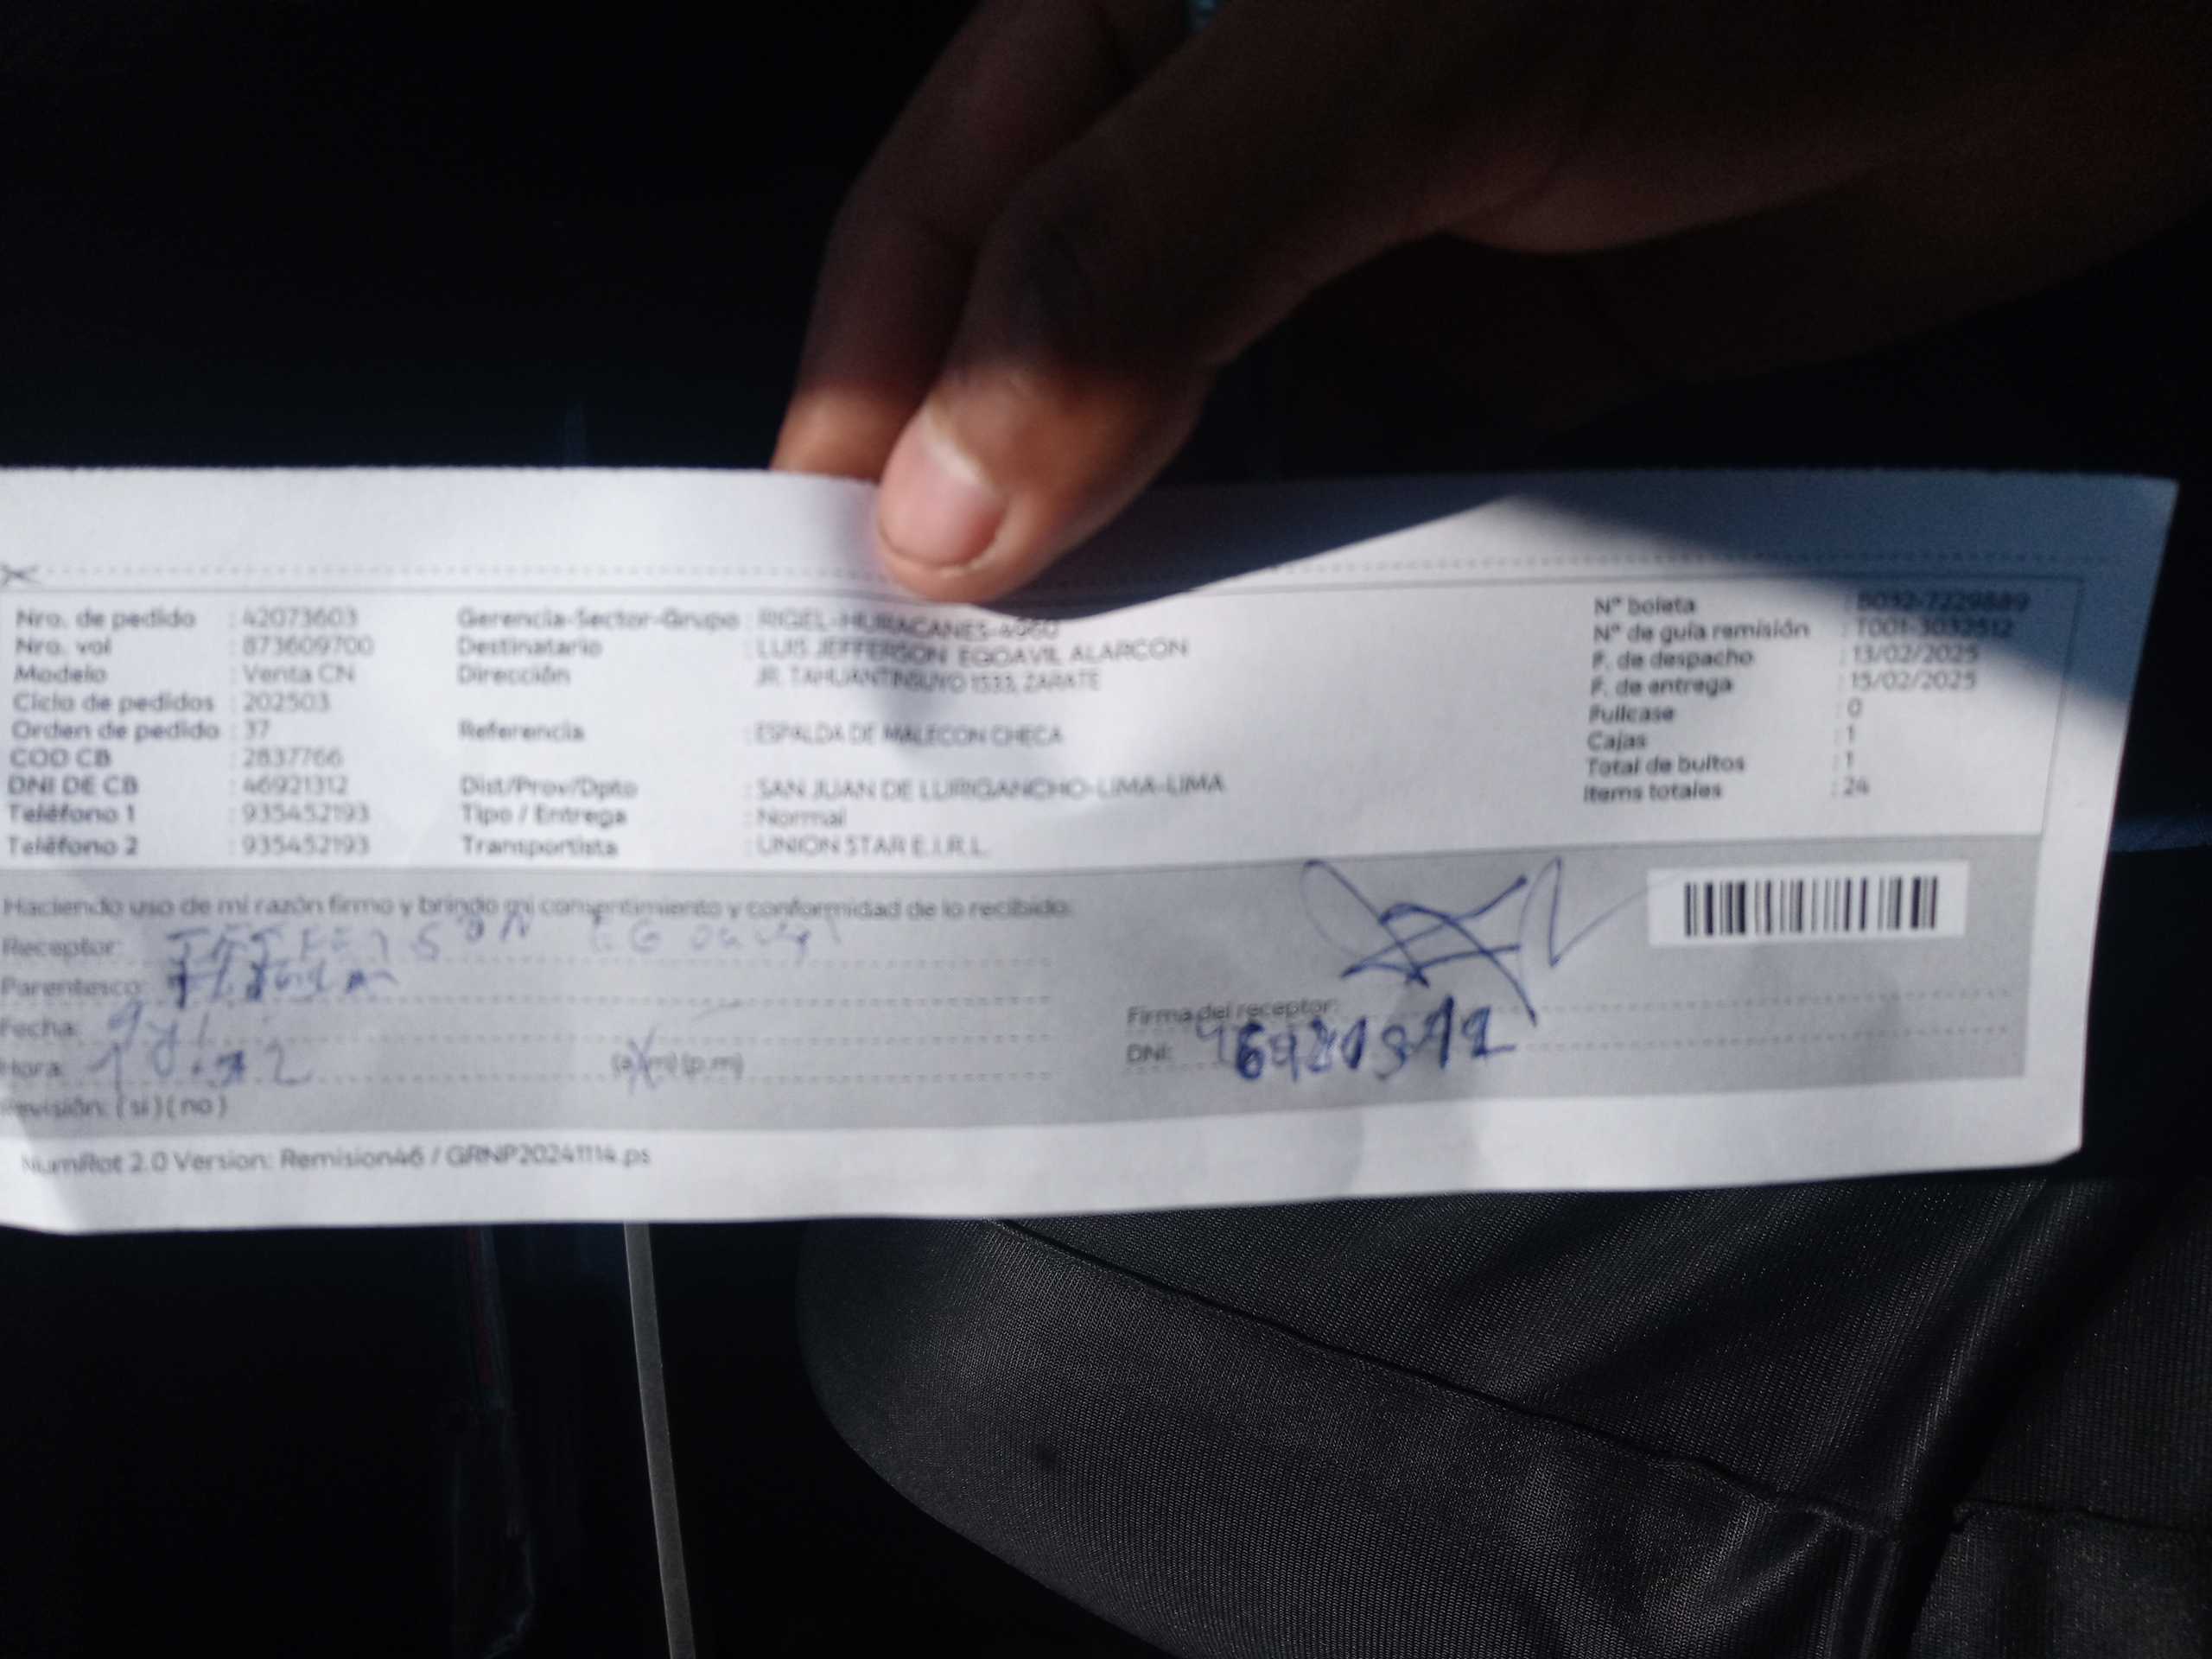 Nro. de pedido : 42073603
Nro. vol : 873609700
Modelo : Venta CN
Ciclo de pedidos : 202503
Orden de pedido : 37
COD CB : 2837766
DNI DE CB : 46921312
Teléfono 1 : 935452193
Teléfono 2 : 935452193
Gerencia-Sector-Grupo : RIGEL-HURACANES-4960
Destinatario : LUIS JEFFERSON EGOAVIL ALARCON
Dirección : JR. TAHUANTINSUYO 1533, ZARATE
Referencia : ESPALDA DE MALECON CHECA
Dist/Prov/Dpto : SAN JUAN DE LURIGANCHO-LIMA-LIMA
Tipo / Entrega : Normal
Transportista : UNION STAR E.I.R.L.
N° boleta : B032-7229889
N° de guía remisión : T001-3032512
F. de despacho : 13/02/2025
F. de entrega : 15/02/2025
Fullcase : 0
Cajas : 1
Total de bultos : 1
Items totales : 24
Haciendo uso de mi razón firmo y brindo mi consentimiento y conformidad de lo recibido:
Receptor: JEFFERSON EGOAVIL
Parentesco:
Fecha:
Hora: (a.m) (p.m)
Revisión: ( si ) ( no )
Firma del receptor:
DNI: 46921312
NumRot 2.0 Version: Remision46 / GRNP20241114.ps